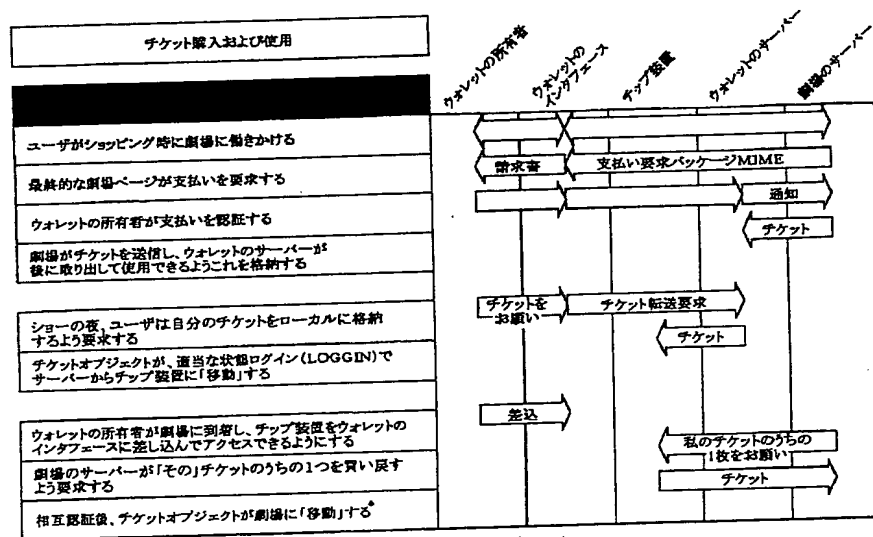 チケット購入および使用
ウォレットの所有者
ウォレットの
インタフェース
チップ装置
ウォレットのサーバー
劇場のサーバー
ユーザがショッピング時に劇場に働きかける
請求書
支払い要求パッケージMIME
最終的な劇場ページが支払いを要求する
通知
ウォレットの所有者が支払いを認証する
チケット
劇場がチケットを送信し、ウォレットのサーバーが
後に取り出して使用できるようこれを格納する
チケットを
お願い
チケット転送要求
ショーの夜、ユーザは自分のチケットをローカルに格納
するよう要求する
チケット
チケットオブジェクトが、適当な状態ログイン(LOGGIN)で
サーバーからチップ装置に「移動」する
差込
ウォレットの所有者が劇場に到着し、チップ装置をウォレットの
インタフェースに差し込んでアクセスできるようにする
私のチケットのうちの
1枚をお願い
劇場のサーバーが「その」チケットのうちの1つを買い戻す
よう要求する
チケット
相互認証後、チケットオブジェクトが劇場に「移動」する*